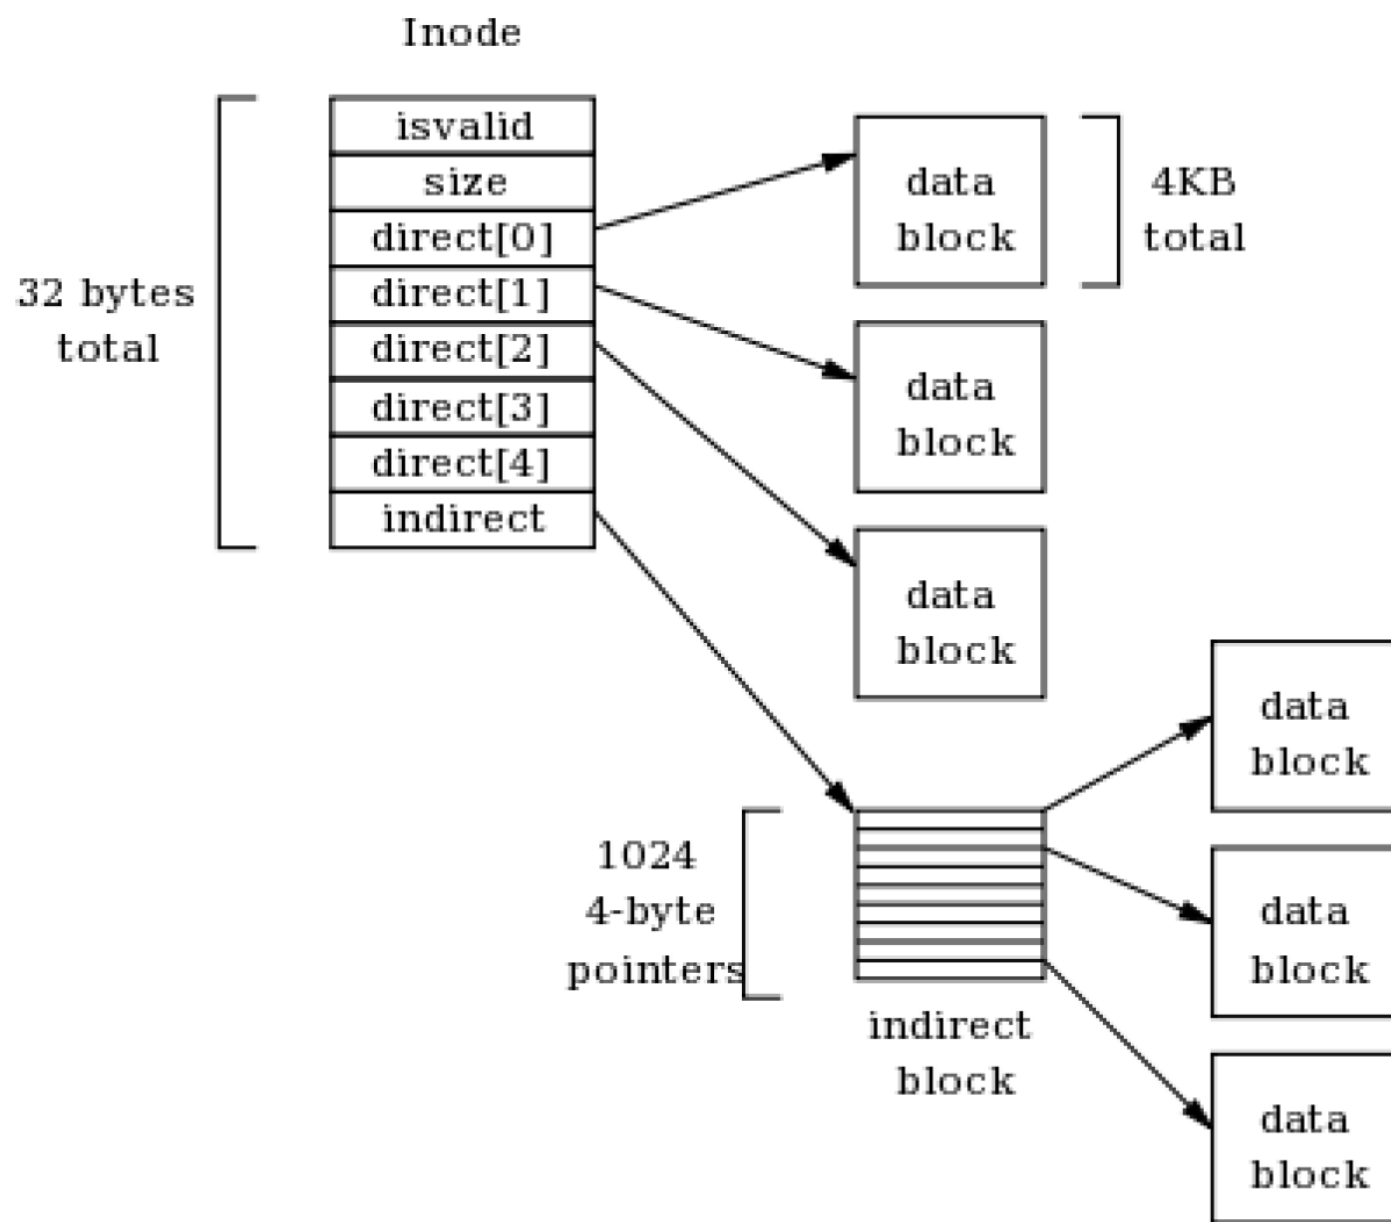 Inode
isvalid
size
direct[0]
direct[1]
direct[2]
direct[3]
direct[4]
indirect
32 bytes
total
data
block
4KB
total
data
block
data
block
1024
4-byte
pointers
indirect
block
data
block
data
block
data
block